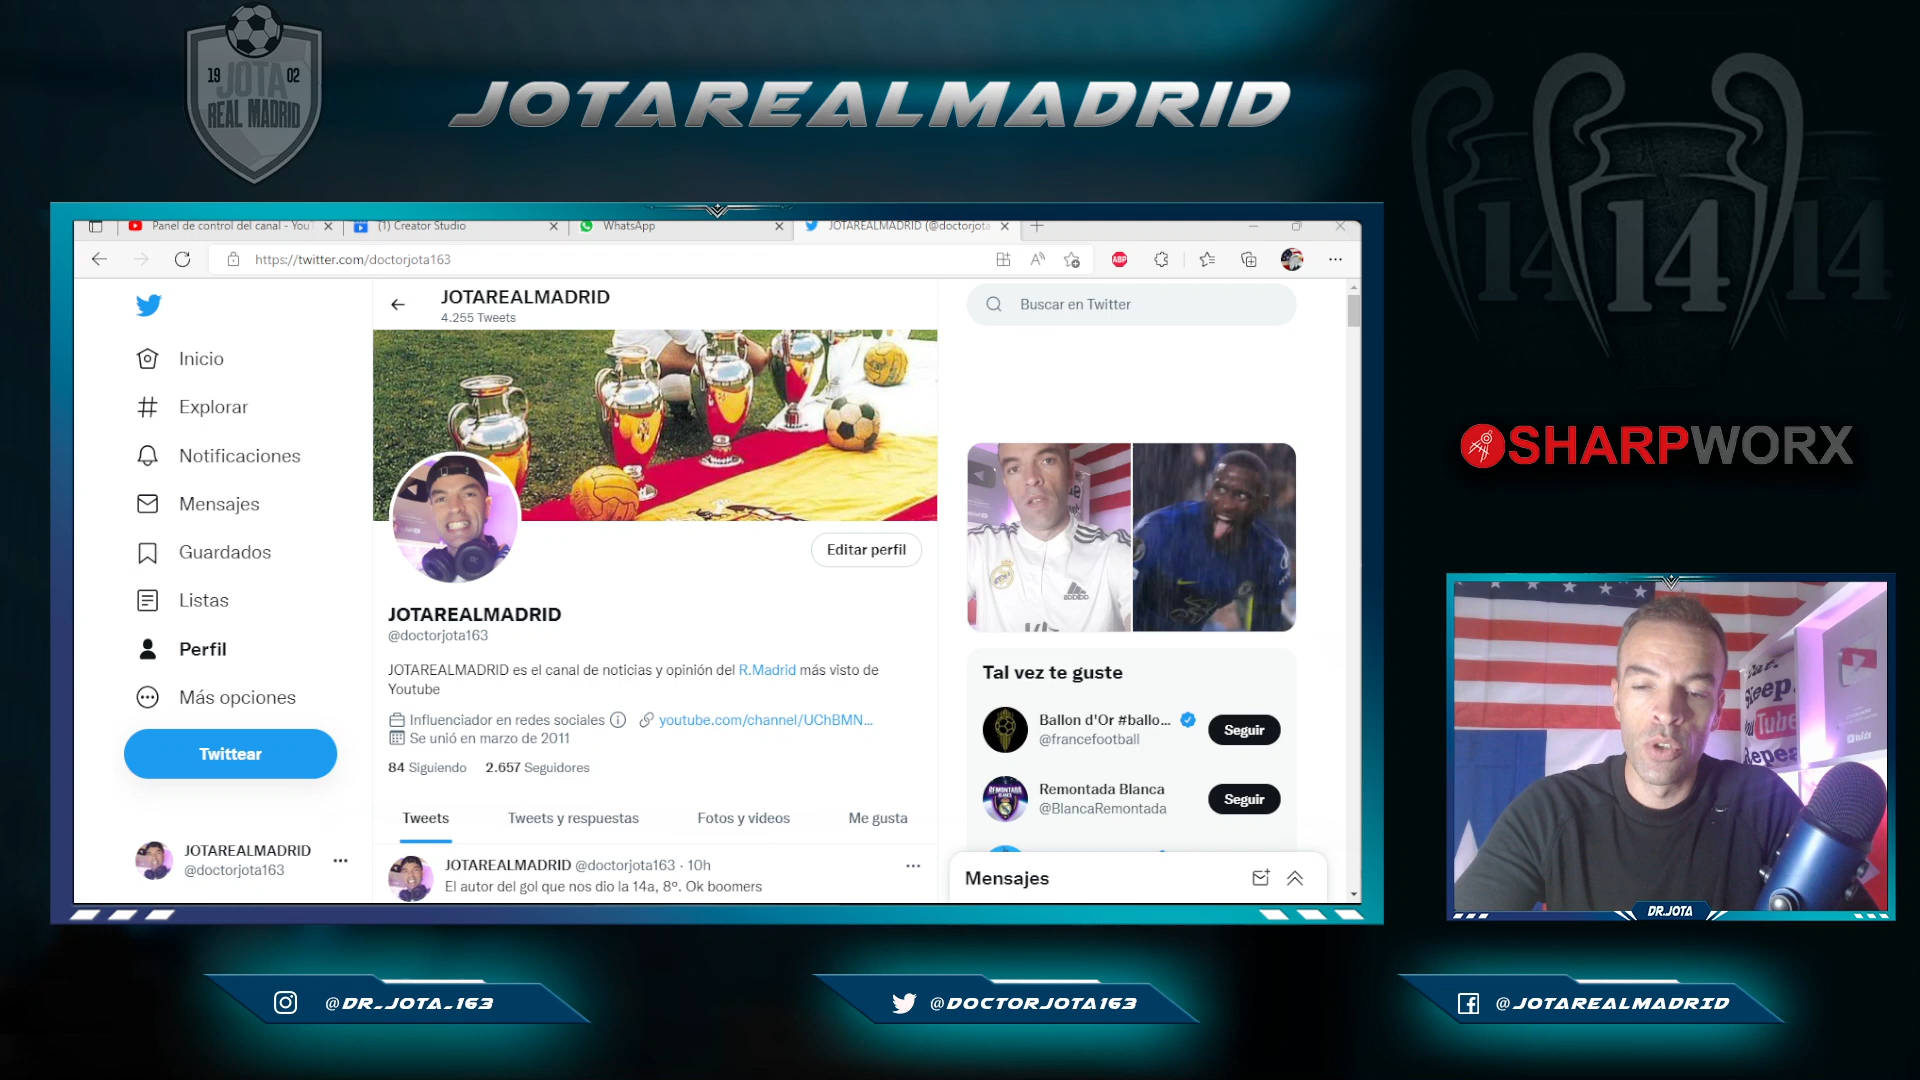 19 02
JOTA
REAL MADRID
JOTAREALMADRID
14 14 14
Panel de control del canal - You
(1) Creator Studio
WhatsApp
JOTAREALMADRID (@doctorjota
https://twitter.com/doctorjota163
ABP
JOTAREALMADRID
4.255 Tweets
Buscar en Twitter
Inicio
Explorar
Notificaciones
Mensajes
Guardados
Listas
Perfil
Más opciones
Twittear
JOTAREALMADRID
@doctorjota163
Editar perfil
JOTAREALMADRID
@doctorjota163
JOTAREALMADRID es el canal de noticias y opinión del R.Madrid más visto de
Youtube
Influenciador en redes sociales youtube.com/channel/UChBMN...
Se unió en marzo de 2011
84 Siguiendo 2.657 Seguidores
Tweets Tweets y respuestas Fotos y videos Me gusta
JOTAREALMADRID @doctorjota163 · 10h
El autor del gol que nos dio la 14a, 8º. Ok boomers
Tal vez te guste
Ballon d'Or #ballo...
@francefootball
Seguir
Remontada Blanca
@BlancaRemontada
Seguir
Mensajes
SHARPWORX
Eat.
Sleep.
You Tube
Repeat
DR.JOTA
@DR_JOTA_163
@DOCTORJOTA163
@JOTAREALMADRID